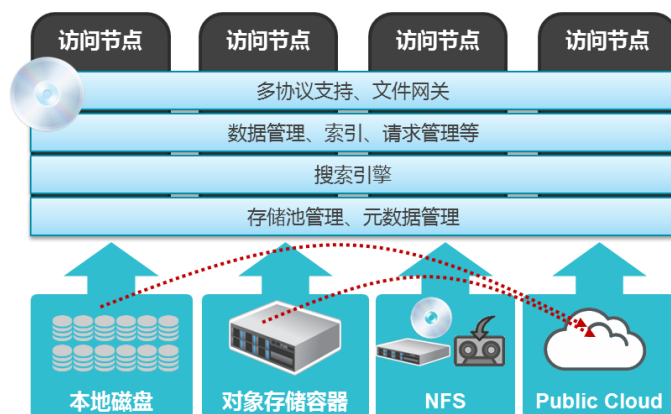 访问节点 访问节点 访问节点 访问节点
多协议支持、文件网关
数据管理、索引、请求管理等
搜索引擎
存储池管理、元数据管理
本地磁盘 对象存储容器 NFS Public Cloud